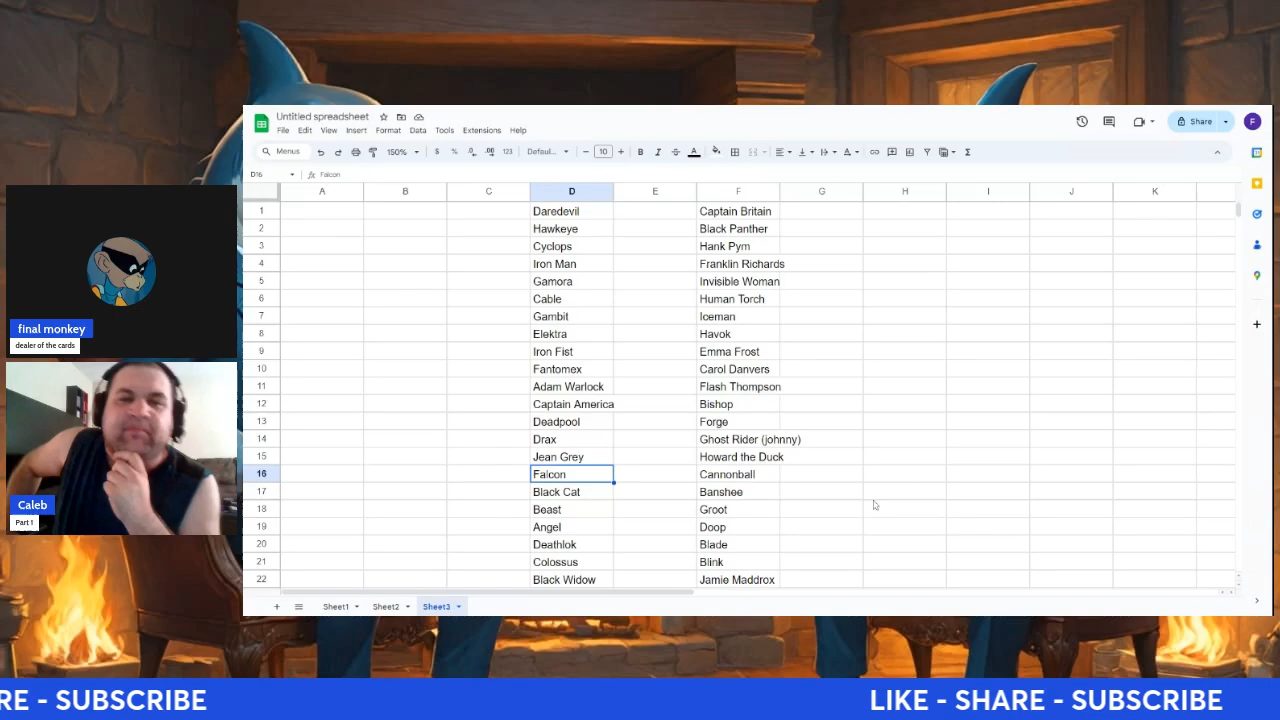 Untitled spreadsheet
File Edit View Insert Format Data Tools Extensions Help
Share
F
Menus 150% $ % .0 .00 123 Defaul... - 10 + B I A
D16 fx Falcon
A B C D E F G H I J K
1 Daredevil Captain Britain
2 Hawkeye Black Panther
3 Cyclops Hank Pym
4 Iron Man Franklin Richards
5 Gamora Invisible Woman
6 Cable Human Torch
7 Gambit Iceman
8 Elektra Havok
9 Iron Fist Emma Frost
10 Fantomex Carol Danvers
11 Adam Warlock Flash Thompson
12 Captain America Bishop
13 Deadpool Forge
14 Drax Ghost Rider (johnny)
15 Jean Grey Howard the Duck
16 Falcon Cannonball
17 Black Cat Banshee
18 Beast Groot
19 Angel Doop
20 Deathlok Blade
21 Colossus Blink
22 Black Widow Jamie Maddrox
Sheet1 Sheet2 Sheet3
final monkey
dealer of the cards
Caleb
Part 1
RE - SUBSCRIBE LIKE - SHARE - SUBSCRIBE